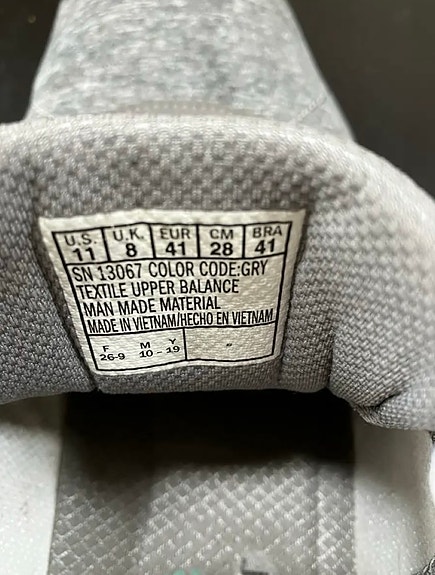 U.S. U.K. EUR CM BRA
11 8 41 28 41
SN 13067 COLOR CODE:GRY
TEXTILE UPPER BALANCE
MAN MADE MATERIAL
MADE IN VIETNAM/HECHO EN VIETNAM
F M Y
26-9 10 - 19